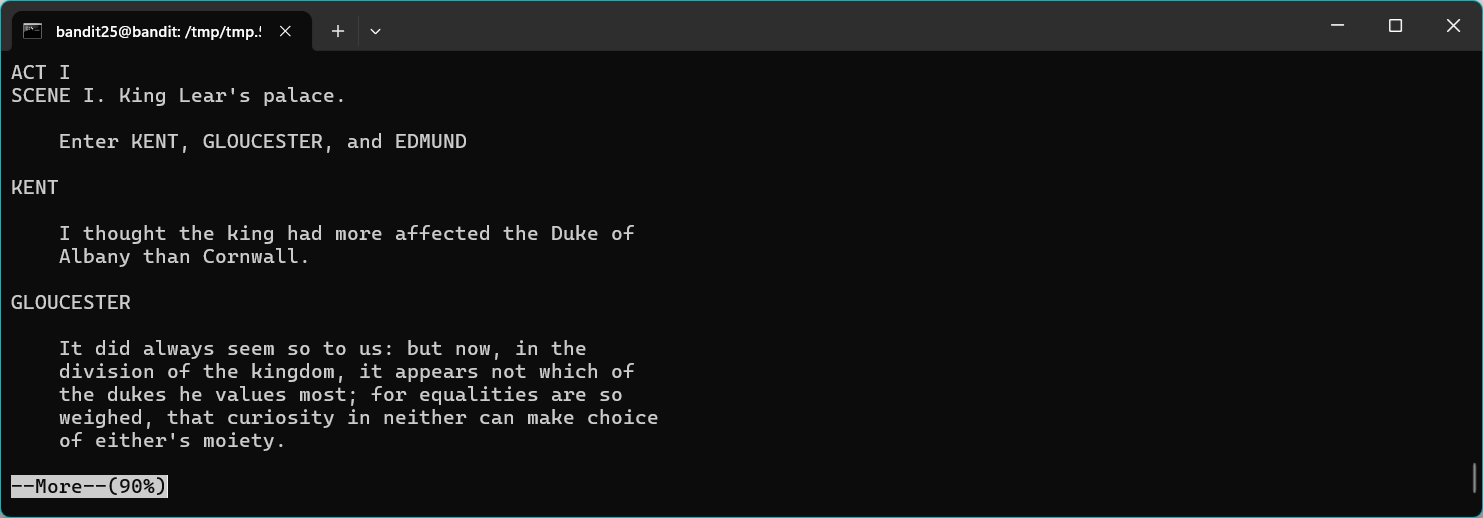 bandit25@bandit: /tmp/tmp.5
ACT I
SCENE I. King Lear's palace.
Enter KENT, GLOUCESTER, and EDMUND
KENT
I thought the king had more affected the Duke of
Albany than Cornwall.
GLOUCESTER
It did always seem so to us: but now, in the
division of the kingdom, it appears not which of
the dukes he values most; for equalities are so
weighed, that curiosity in neither can make choice
of either's moiety.
--More--(90%)